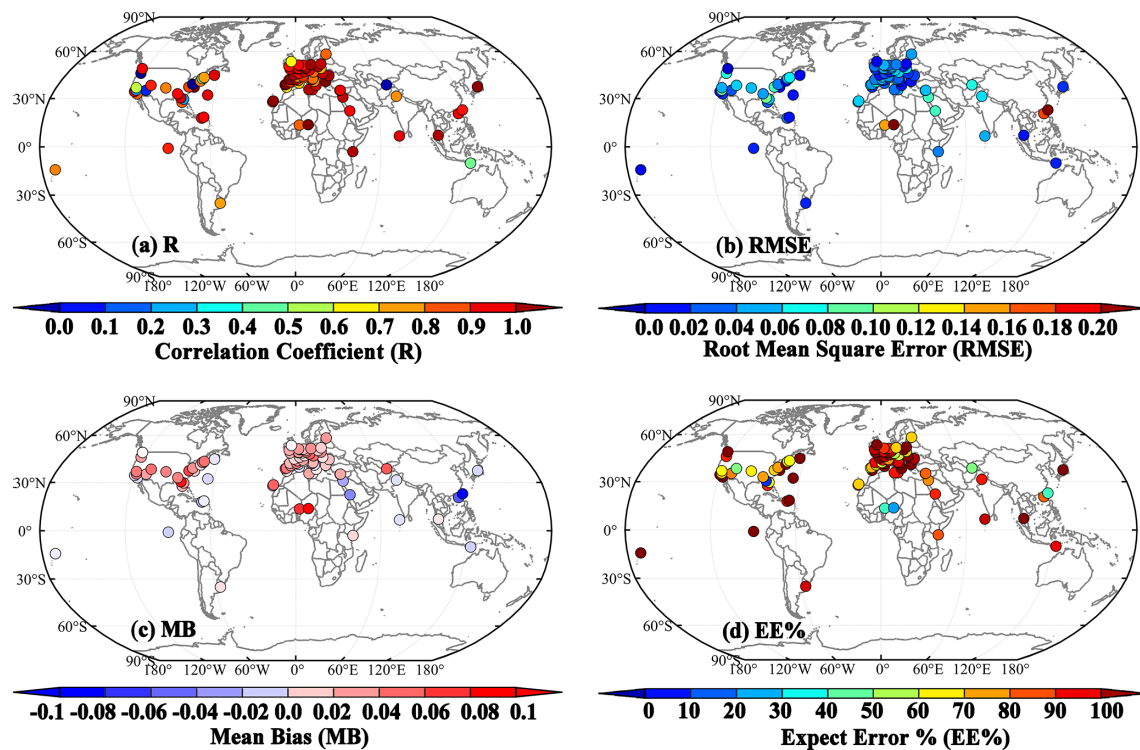 90°N 90°N
60°N 60°N
30°N 30°N
0° 0°
30°S 30°S
60°S 60°S
(a) R (b) RMSE
90°S 90°S
180° 120°W 60°W 0° 60°E 120°E 180° 180° 120°W 60°W 0° 60°E 120°E 180°
0.0 0.1 0.2 0.3 0.4 0.5 0.6 0.7 0.8 0.9 1.0 0.0 0.02 0.04 0.06 0.08 0.10 0.12 0.14 0.16 0.18 0.20
Correlation Coefficient (R) Root Mean Square Error (RMSE)
90°N 90°N
60°N 60°N
30°N 30°N
0° 0°
30°S 30°S
60°S 60°S
(c) MB (d) EE%
180° 120°W 60°W 0° 60°E 120°E 180° 180° 120°W 60°W 0° 60°E 120°E 180°
-0.1 -0.08 -0.06 -0.04 -0.02 0.0 0.02 0.04 0.06 0.08 0.1 0 10 20 30 40 50 60 70 80 90 100
Mean Bias (MB) Expect Error % (EE%)